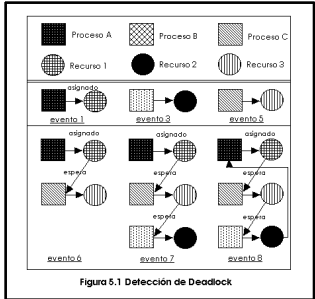 Proceso A Proceso B Proceso C
Recurso 1 Recurso 2 Recurso 3
asignado
evento 1 evento 3 evento 5
asignado asignado asignado
espera espera espera
espera espera
evento 6 evento 7 evento 8
Figura 5.1 Detección de Deadlock